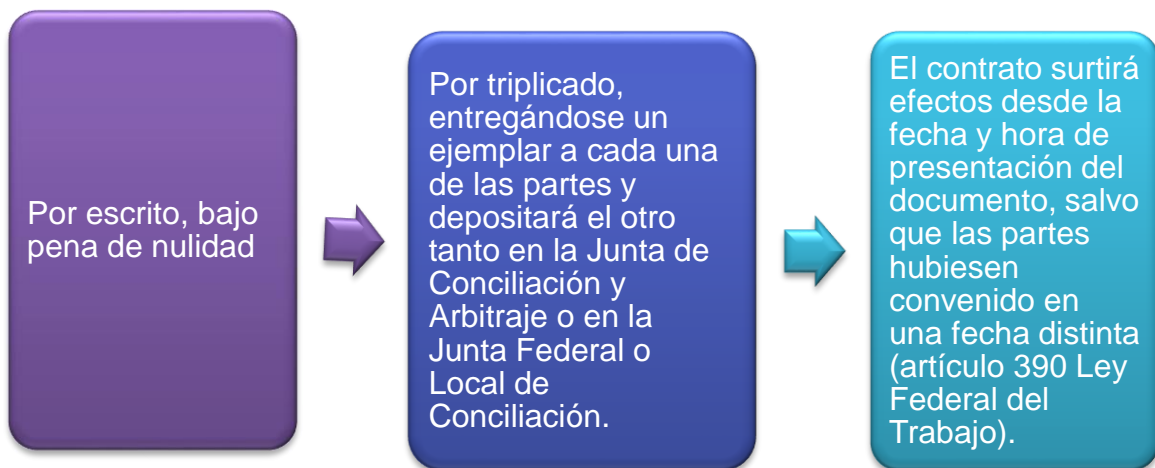 Por escrito, bajo
pena de nulidad
Por triplicado,
entregándose un
ejemplar a cada una
de las partes y
depositará el otro
tanto en la Junta de
Conciliación y
Arbitraje o en la
Junta Federal o
Local de
Conciliación.
El contrato surtirá
efectos desde la
fecha y hora de
presentación del
documento, salvo
que las partes
hubiesen
convenido en
una fecha distinta
(artículo 390 Ley
Federal del
Trabajo).